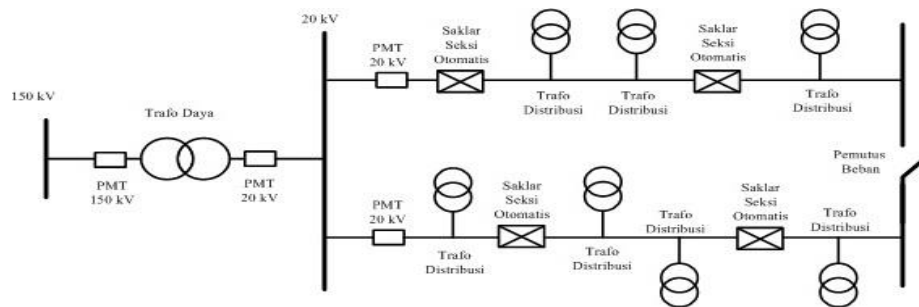 20 kV
150 kV
Trafo Daya
PMT
150 kV
PMT
20 kV
PMT
20 kV
Saklar
Seksi
Otomatis
Trafo
Distribusi
Trafo
Distribusi
Saklar
Seksi
Otomatis
Trafo
Distribusi
Pemutus
Beban
PMT
20 kV
Trafo
Distribusi
Saklar
Seksi
Otomatis
Trafo
Distribusi
Trafo
Distribusi
Saklar
Seksi
Otomatis
Trafo
Distribusi